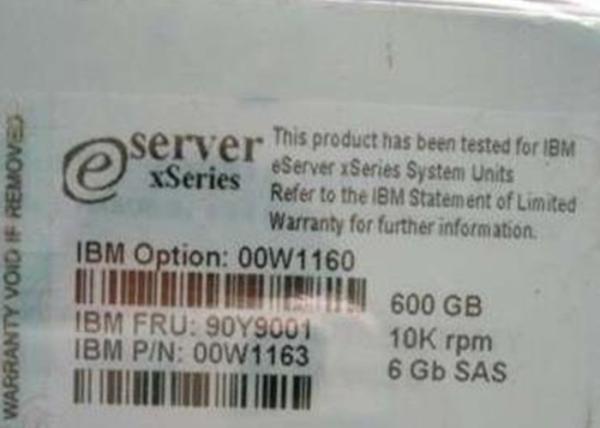 WARRANTY VOID IF REMOVED
eserver
xSeries
This product has been tested for IBM
eServer xSeries System Units
Refer to the IBM Statement of Limited
Warranty for further information.
IBM Option: 00W1160
IBM FRU: 90Y9001
IBM P/N: 00W1163
600 GB
10K rpm
6 Gb SAS